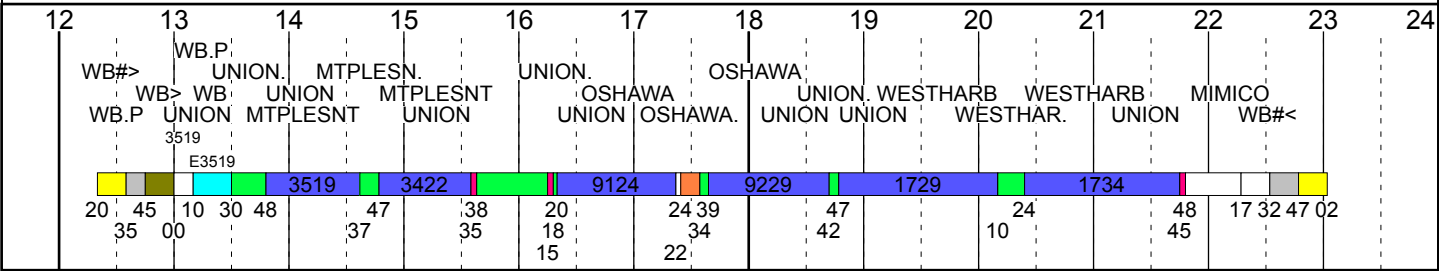 12 13 14 15 16 17 18 19 20 21 22 23 24
WB.P
WB#> UNION. MTPLESN. UNION. OSHAWA
WB> WB UNION MTPLESNT OSHAWA UNION. WESTHARB WESTHARB MIMICO
WB.P UNION MTPLESNT UNION UNION OSHAWA. UNION UNION WESTHAR. UNION WB#<
3519
E3519
3519 3422 9124 9229 1729 1734
20 45 10 30 48 47 38 20 24 39 47 24 48 17 32 47 02
35 00 37 35 18 34 42 10 45
15 22